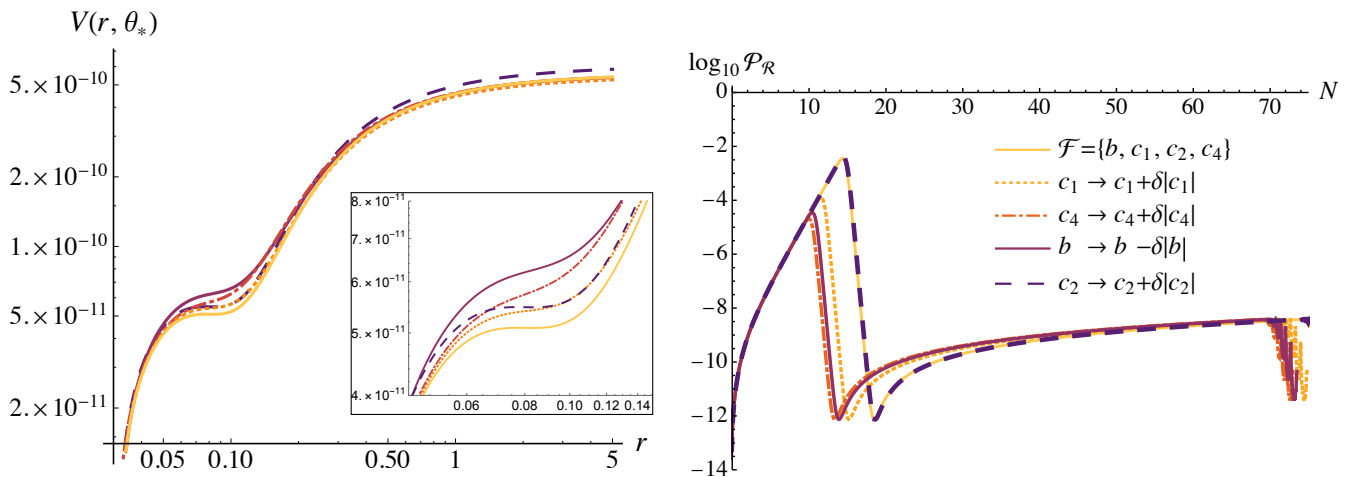 V(r, θ*)
5.×10⁻¹⁰
2.×10⁻¹⁰
1.×10⁻¹⁰
5.×10⁻¹¹
2.×10⁻¹¹
0.05 0.10 0.50 1 5 r
8.×10⁻¹¹
7.×10⁻¹¹
6.×10⁻¹¹
5.×10⁻¹¹
4.×10⁻¹¹
0.06 0.08 0.10 0.12 0.14
log₁₀ 𝒫_ℛ
0 10 20 30 40 50 60 70 N
−2
−4
−6
−8
−10
−12
−14
ℱ={b, c₁, c₂, c₄}
c₁ → c₁+δ|c₁|
c₄ → c₄+δ|c₄|
b → b −δ|b|
c₂ → c₂+δ|c₂|